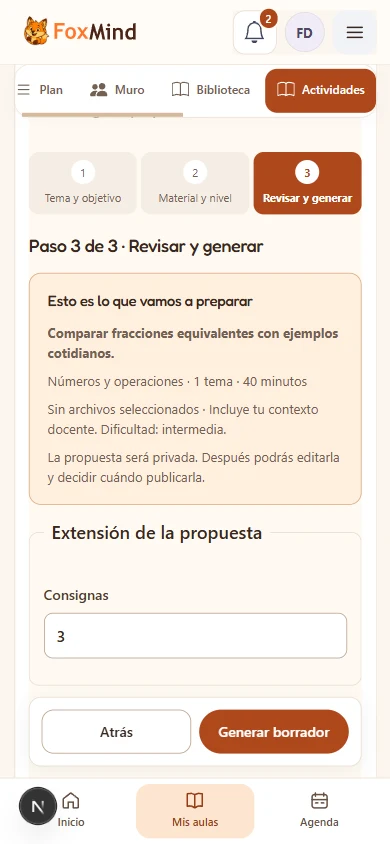 FoxMind
2
FD
Plan
Muro
Biblioteca
Actividades
1
Tema y objetivo
2
Material y nivel
3
Revisar y generar
Paso 3 de 3 · Revisar y generar
Esto es lo que vamos a preparar
Comparar fracciones equivalentes con ejemplos
cotidianos.
Números y operaciones · 1 tema · 40 minutos
Sin archivos seleccionados · Incluye tu contexto
docente. Dificultad: intermedia.
La propuesta será privada. Después podrás editarla
y decidir cuándo publicarla.
Extensión de la propuesta
Consignas
3
Atrás
Generar borrador
N
Inicio
Mis aulas
Agenda